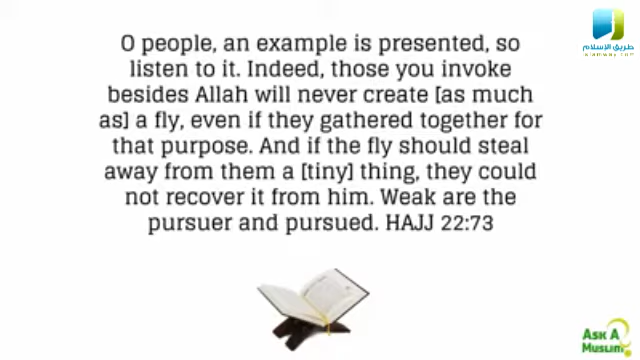 طريق الإسلام
islamway.com
O people, an example is presented, so
listen to it. Indeed, those you invoke
besides Allah will never create [as much
as] a fly, even if they gathered together for
that purpose. And if the fly should steal
away from them a [tiny] thing, they could
not recover it from him. Weak are the
pursuer and pursued. HAJJ 22:73
ASK A
MUSLIM